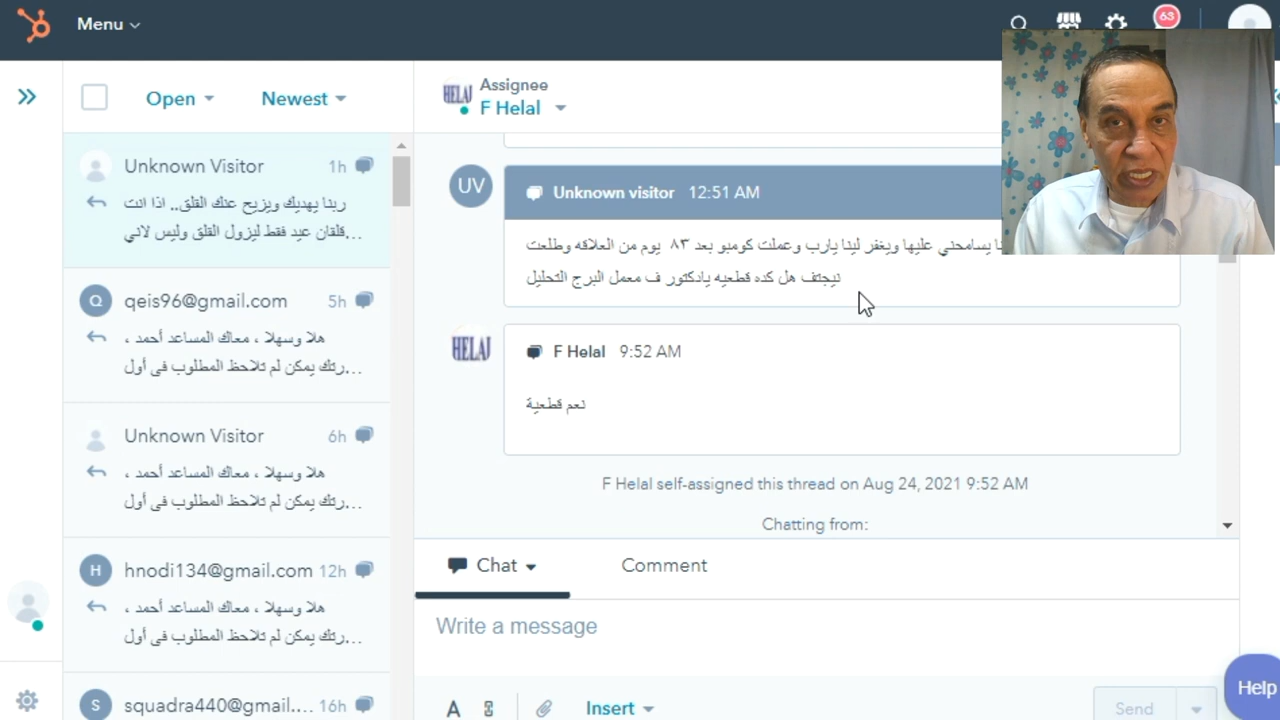 Menu
63
Open
Newest
Assignee
F Helal
HELAL
Unknown Visitor 1h
ربنا يهديك ويزيح عنك القلق.. اذا انت
قلقان عيد فقط ليزول القلق وليس لاني...
Q qeis96@gmail.com 5h
هلا وسهلا ، معاك المساعد أحمد ،
رتك يمكن لم تلاحظ المطلوب فى أول...
Unknown Visitor 6h
هلا وسهلا ، معاك المساعد أحمد ،
رتك يمكن لم تلاحظ المطلوب فى أول...
H hnodi134@gmail.com 12h
هلا وسهلا ، معاك المساعد أحمد ،
رتك يمكن لم تلاحظ المطلوب فى أول...
S squadra440@gmail.... 16h
UV Unknown visitor 12:51 AM
يسامحني عليها ويغفر لينا يارب وعملت كومبو بعد ٨٣ يوم من العلاقه وطلعت
نيجتف هل كده قطعيه يادكتور ف معمل البرج التحليل
HELAL F Helal 9:52 AM
نعم قطعية
F Helal self-assigned this thread on Aug 24, 2021 9:52 AM
Chatting from:
Chat Comment
Write a message
A Insert Send
Help